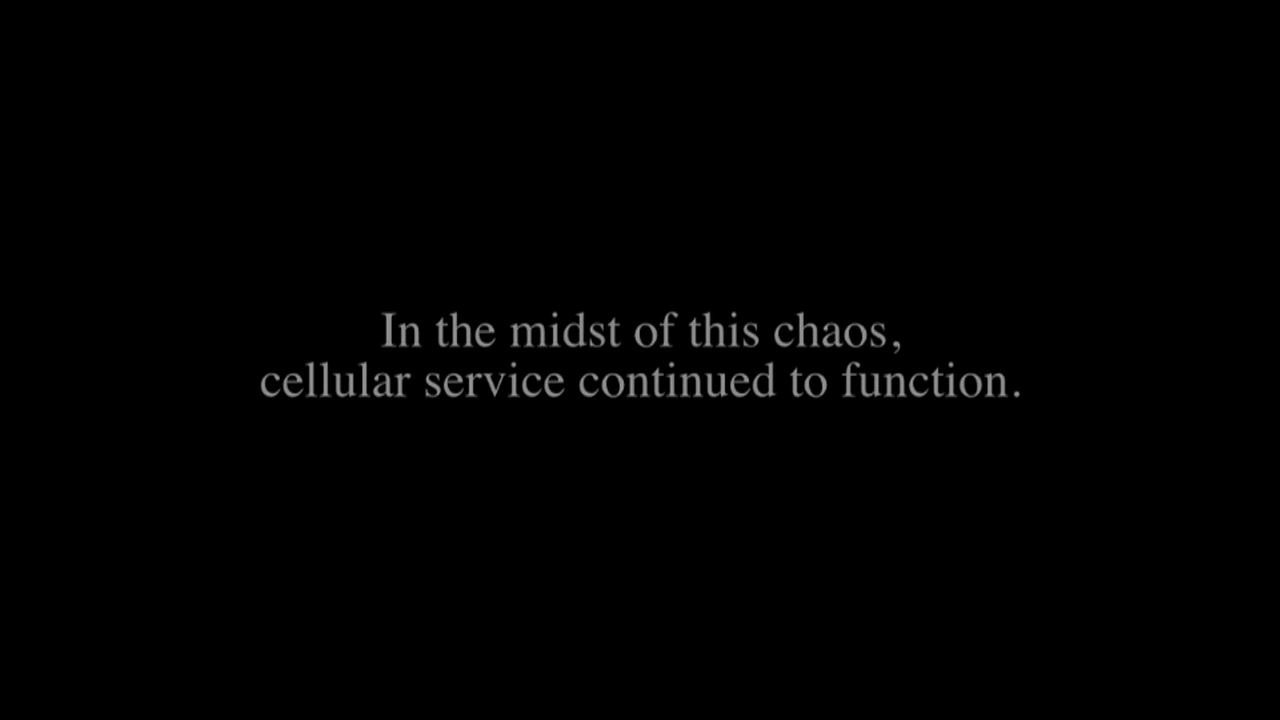 In the midst of this chaos,
cellular service continued to function.